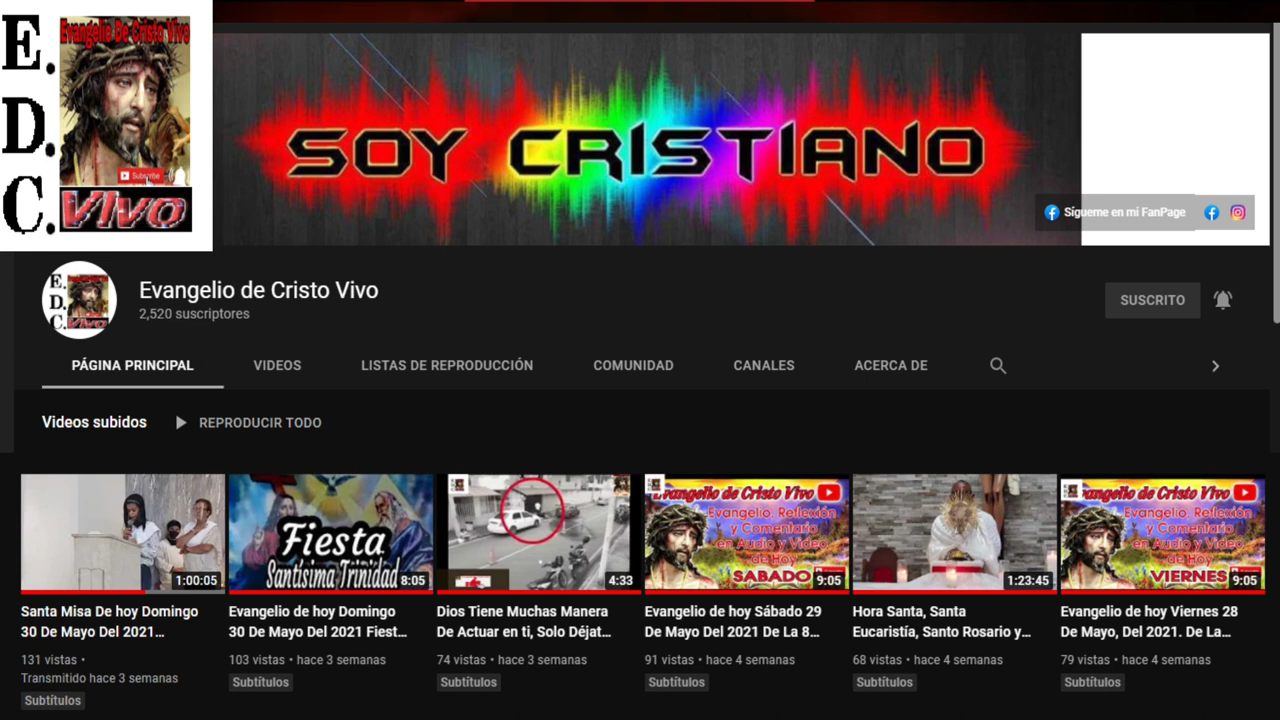 E.
D.
C.
Evangelio De Cristo Vivo
Subscribe
Vivo
SOY CRISTIANO
Sígueme en mi FanPage
E.
D.
C.
Vivo
Evangelio de Cristo Vivo
2,520 suscriptores
SUSCRITO
PÁGINA PRINCIPAL
VIDEOS
LISTAS DE REPRODUCCIÓN
COMUNIDAD
CANALES
ACERCA DE
Videos subidos
REPRODUCIR TODO
1:00:05
Santa Misa De hoy Domingo
30 De Mayo Del 2021...
131 vistas •
Transmitido hace 3 semanas
Subtítulos
Fiesta
Santísima Trinidad
8:05
Evangelio de hoy Domingo
30 De Mayo Del 2021 Fiest...
103 vistas • hace 3 semanas
Subtítulos
4:33
Dios Tiene Muchas Manera
De Actuar en ti, Solo Déjat...
74 vistas • hace 3 semanas
Subtítulos
Evangelio de Cristo Vivo
Evangelio, Reflexión
y Comentario
en Audio y Video
de Hoy
SABADO
9:05
Evangelio de hoy Sábado 29
De Mayo Del 2021 De La 8...
91 vistas • hace 4 semanas
Subtítulos
1:23:45
Hora Santa, Santa
Eucaristía, Santo Rosario y...
68 vistas • hace 4 semanas
Subtítulos
Evangelio de Cristo Vivo
Evangelio, Reflexión
y Comentario
en Audio y Video
de Hoy
VIERNES
9:05
Evangelio de hoy Viernes 28
De Mayo, Del 2021. De La...
79 vistas • hace 4 semanas
Subtítulos